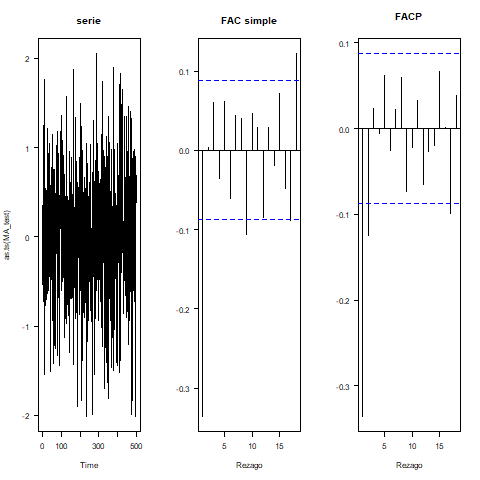 serie
FAC simple
FACP
as.ts(MA_test)
2
1
0
-1
-2
0 100 300 500
Time
0.1
0.0
-0.1
-0.2
-0.3
5 10 15
Rezago
0.1
0.0
-0.1
-0.2
-0.3
5 10 15
Rezago